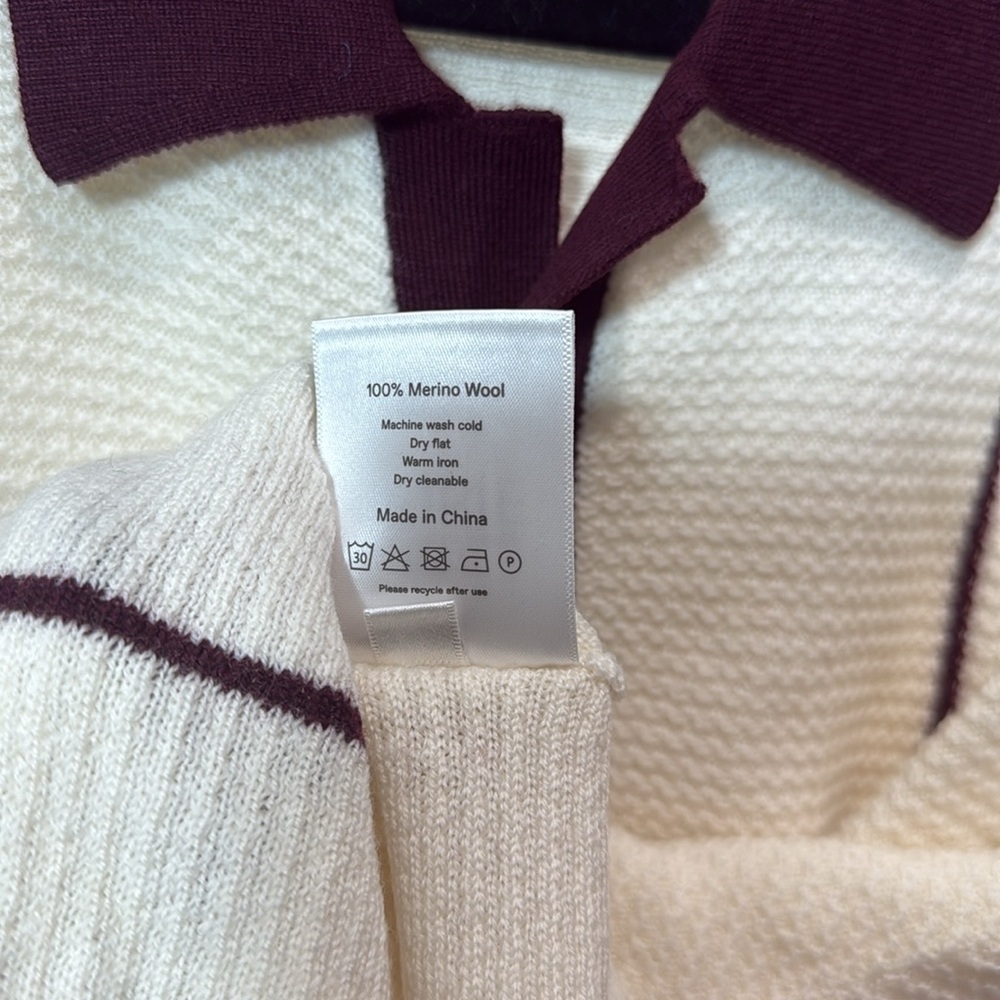 100% Merino Wool
Machine wash cold
Dry flat
Warm iron
Dry cleanable
Made in China
30 P
Please recycle after use